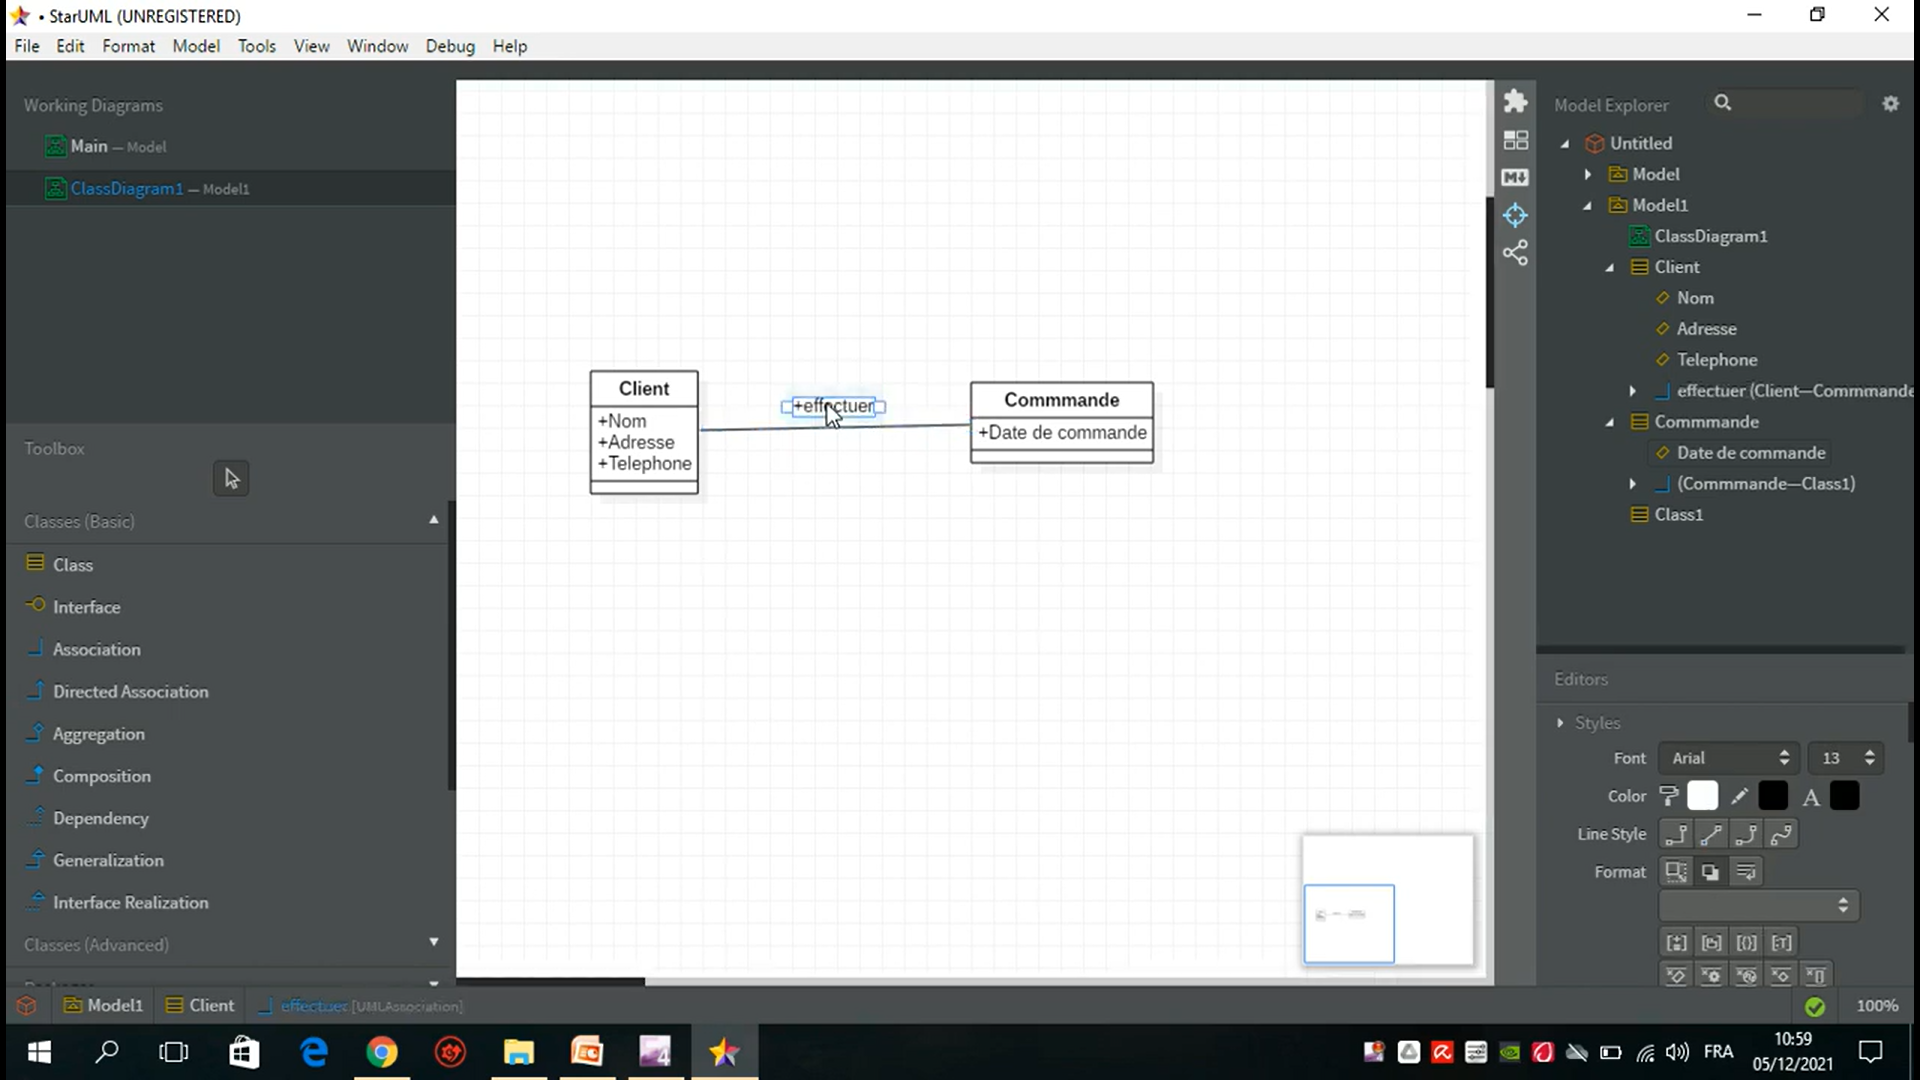 • StarUML (UNREGISTERED)
File Edit Format Model Tools View Window Debug Help
Working Diagrams
Main — Model
ClassDiagram1 — Model1
Toolbox
Classes (Basic)
Class
Interface
Association
Directed Association
Aggregation
Composition
Dependency
Generalization
Interface Realization
Classes (Advanced)
Client
+Nom
+Adresse
+Telephone
+effectuer
Commmande
+Date de commande
Model Explorer
Untitled
Model
Model1
ClassDiagram1
Client
Nom
Adresse
Telephone
effectuer (Client—Commmande
Commmande
Date de commande
(Commmande—Class1)
Class1
Editors
Styles
Font Arial 13
Color A
Line Style
Format
Model1 Client effectuer [UMLAssociation] 100%
FRA 10:59
05/12/2021